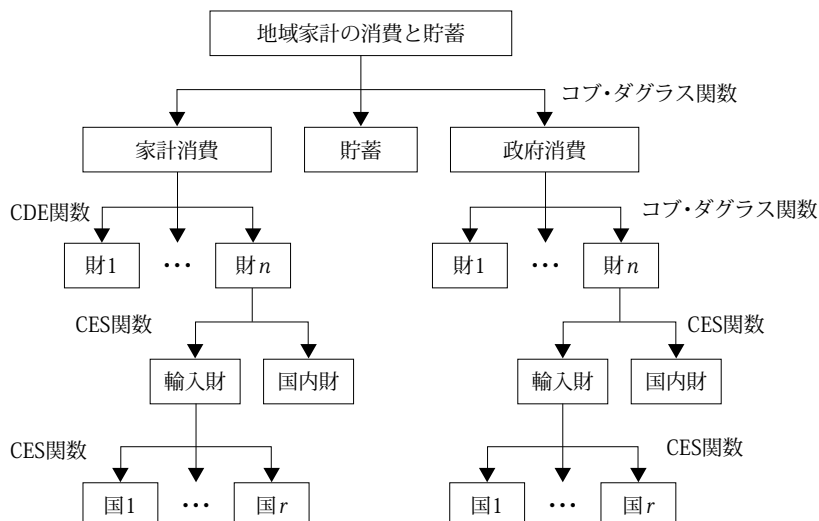 地域家計の消費と貯蓄
コブ・ダグラス関数
家計消費
貯蓄
政府消費
CDE関数
コブ・ダグラス関数
財1
…
財n
財1
…
財n
CES関数
CES関数
輸入財
国内財
輸入財
国内財
CES関数
CES関数
国1
…
国r
国1
…
国r